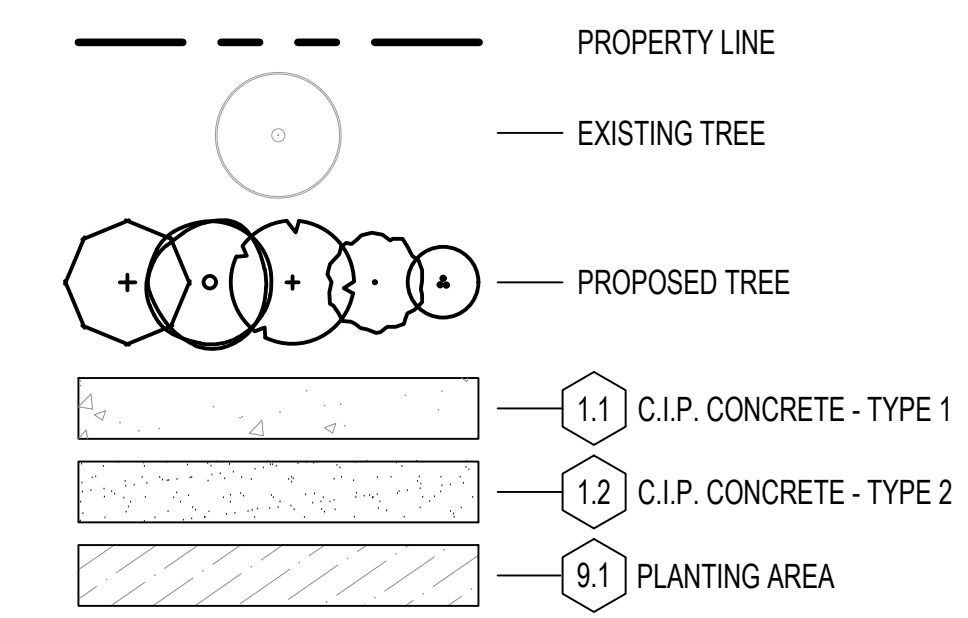 PROPERTY LINE
EXISTING TREE
PROPOSED TREE
1.1 C.I.P. CONCRETE - TYPE 1
1.2 C.I.P. CONCRETE - TYPE 2
9.1 PLANTING AREA